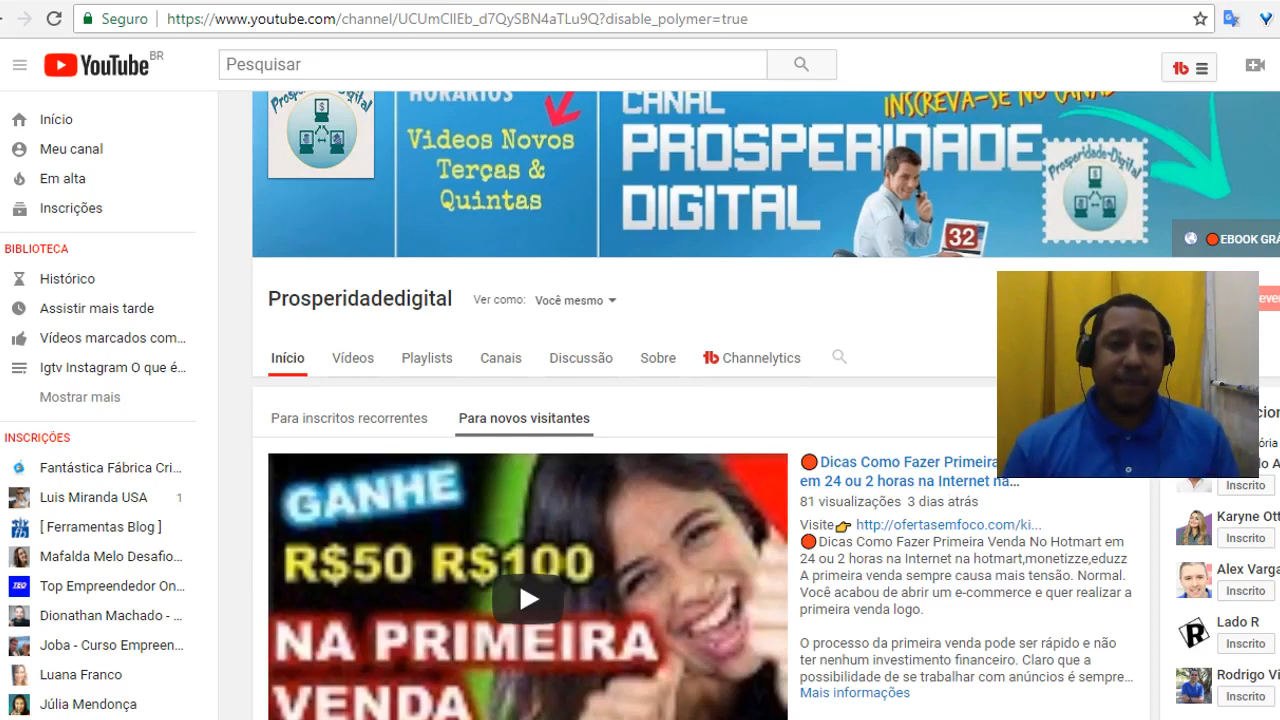 Seguro
https://www.youtube.com/channel/UCUmCIIEb_d7QySBN4aTLu9Q?disable_polymer=true
YouTube BR
Pesquisar
Início
Meu canal
Em alta
Inscrições
BIBLIOTECA
Histórico
Assistir mais tarde
Vídeos marcados com...
Igtv Instagram O que é...
Mostrar mais
INSCRIÇÕES
Fantástica Fábrica Cri...
Luis Miranda USA 1
[ Ferramentas Blog ]
Mafalda Melo Desafio...
Top Empreendedor On...
Dionathan Machado - ...
Joba - Curso Empreen...
Luana Franco
Júlia Mendonça
Prosperidade-Digital
HORÁRIOS
Videos Novos
Terças &
Quintas
CANAL
PROSPERIDADE
DIGITAL
INSCREVA-SE NO CANAL
Prosperidade-Digital
32
EBOOK GRÁ
Prosperidadedigital
Ver como: Você mesmo
Início Vídeos Playlists Canais Discussão Sobre Channelytics
Para inscritos recorrentes Para novos visitantes
GANHE
R$50 R$100
NA PRIMEIRA
VENDA
Dicas Como Fazer Primeira
em 24 ou 2 horas na Internet na...
81 visualizações 3 dias atrás
Visite http://ofertasemfoco.com/ki...
Dicas Como Fazer Primeira Venda No Hotmart em
24 ou 2 horas na Internet na hotmart,monetizze,eduzz
A primeira venda sempre causa mais tensão. Normal.
Você acabou de abrir um e-commerce e quer realizar a
primeira venda logo.
O processo da primeira venda pode ser rápido e não
ter nenhum investimento financeiro. Claro que a
possibilidade de se trabalhar com anúncios é sempre...
Mais informações
Inscrito
Karyne Ott
Inscrito
Alex Varga
Inscrito
Lado R
Inscrito
Rodrigo Vi
Inscrito